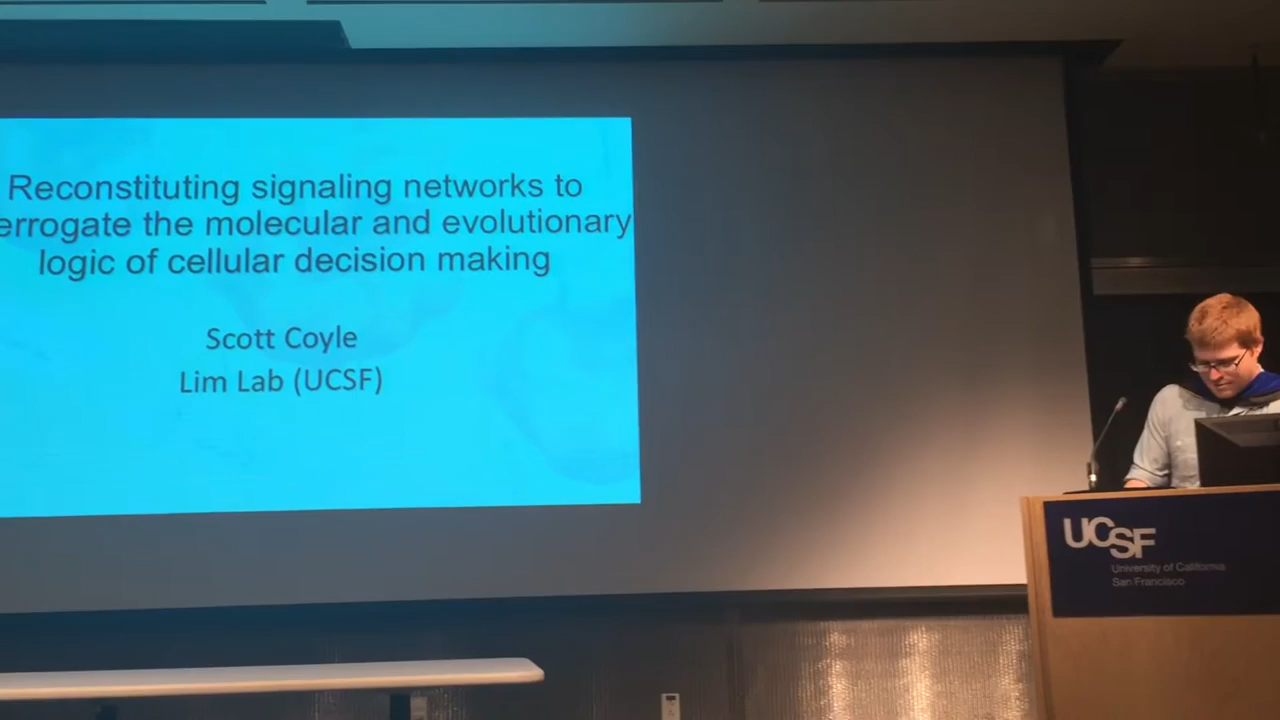 Reconstituting signaling networks to
errogate the molecular and evolutionary
logic of cellular decision making
Scott Coyle
Lim Lab (UCSF)
UCSF
University of California
San Francisco